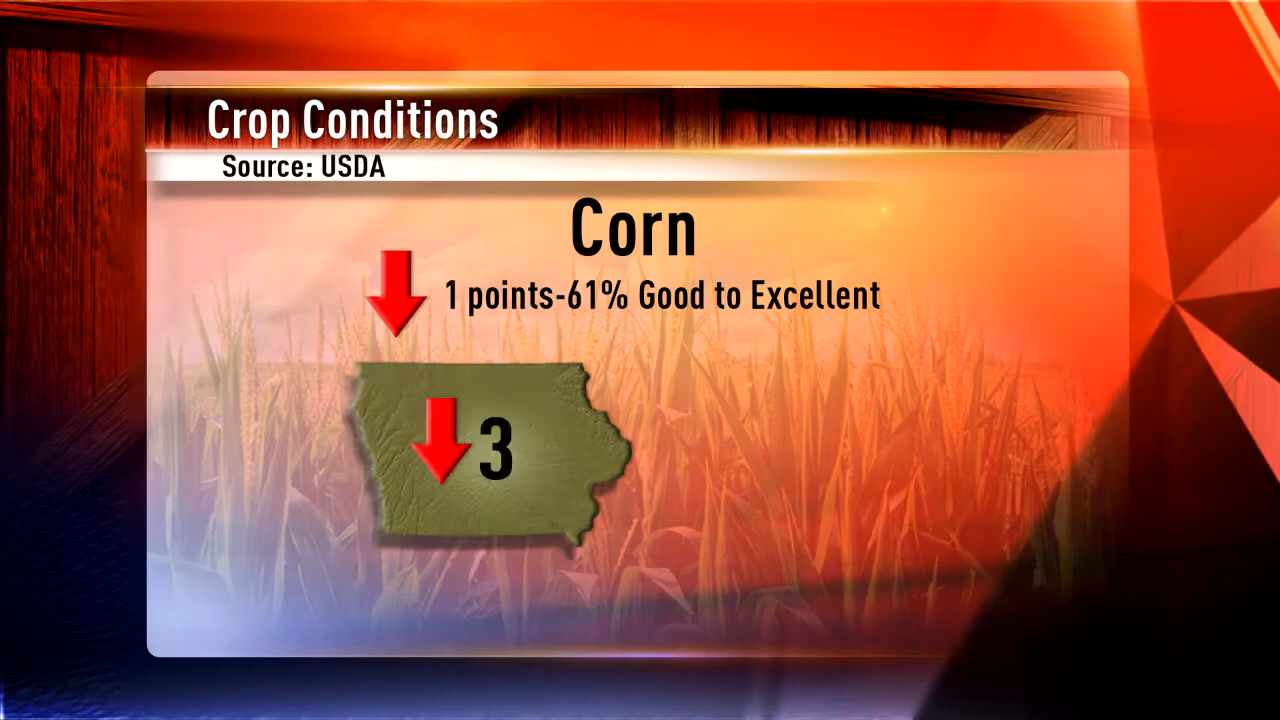 Crop Conditions
Source: USDA
Corn
1 points-61% Good to Excellent
3